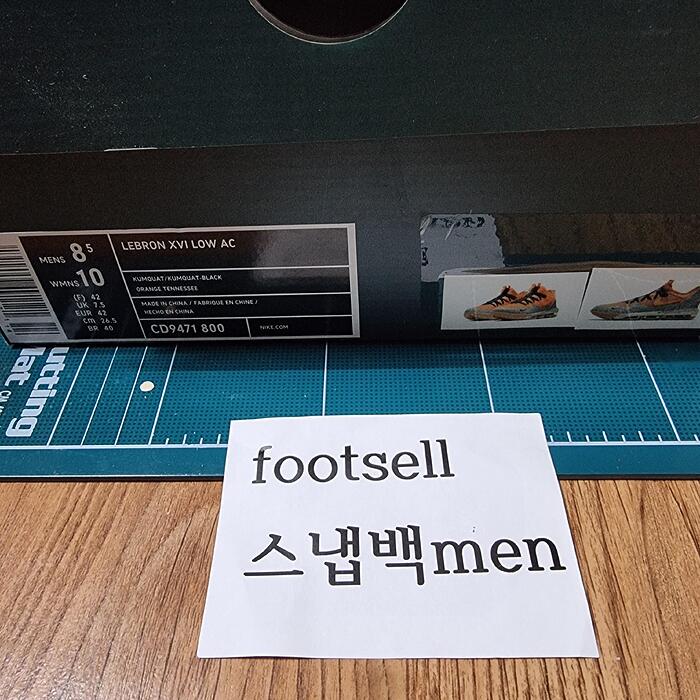 MENS 8⁵
WMNS 10
(F) 42
UK 7.5
EUR 42
cm 26.5
BR 40
LEBRON XVI LOW AC
KUMQUAT/KUMQUAT-BLACK
ORANGE TENNESSEE
MADE IN CHINA / FABRIQUE EN CHINE /
HECHO EN CHINA
CD9471 800
NIKE.COM
footsell
스냅백men